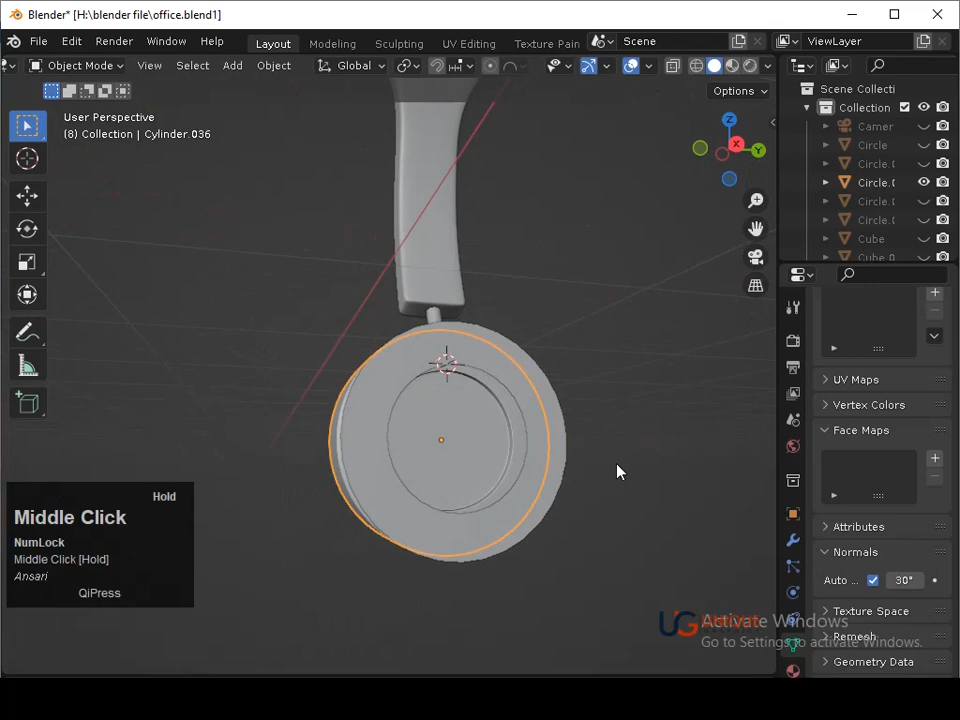 Blender* [H:\blender file\office.blend1]
File Edit Render Window Help Layout Modeling Sculpting UV Editing Texture Pain Scene ViewLayer
Object Mode View Select Add Object Global
Options
User Perspective
(8) Collection | Cylinder.036
Z
X
Y
Scene Collecti
Collection
Camer
Circle
Circle.
Circle.0
Circle.(
Circle.(
Cube
Cube 0
UV Maps
Vertex Colors
Face Maps
Attributes
Normals
Auto ... 30°
Texture Space
Remesh
Geometry Data
Hold
Middle Click
NumLock
Middle Click [Hold]
Ansari
QiPress
UG
Activate Windows
Go to Settings to activate Windows.